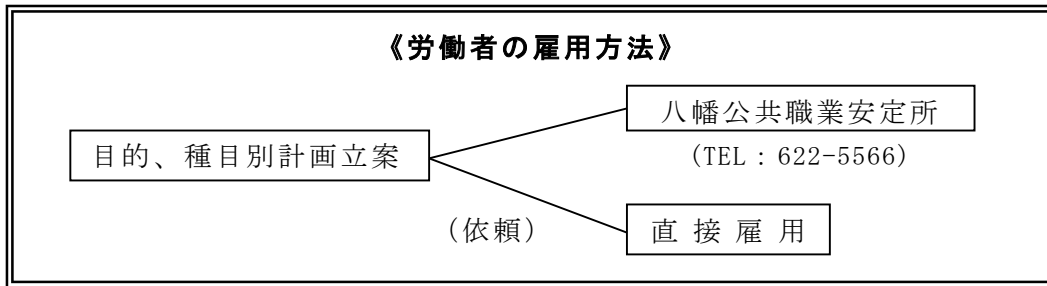 《労働者の雇用方法》
八幡公共職業安定所
目的、種目別計画立案
(TEL：622-5566)
(依頼)
直接雇用